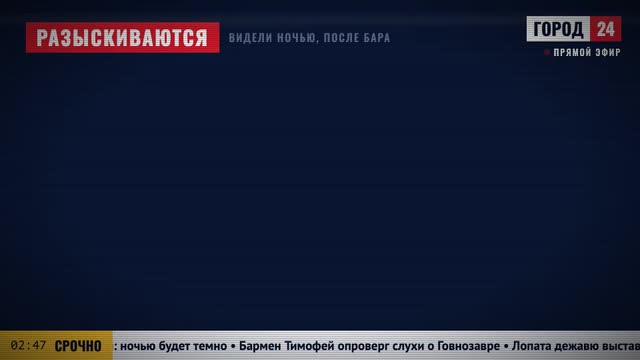 РАЗЫСКИВАЮТСЯ
ВИДЕЛИ НОЧЬЮ, ПОСЛЕ БАРА
ГОРОД 24
ПРЯМОЙ ЭФИР
02:47 СРОЧНО : ночью будет темно • Бармен Тимофей опроверг слухи о Говнозавре • Лопата дежавю выста